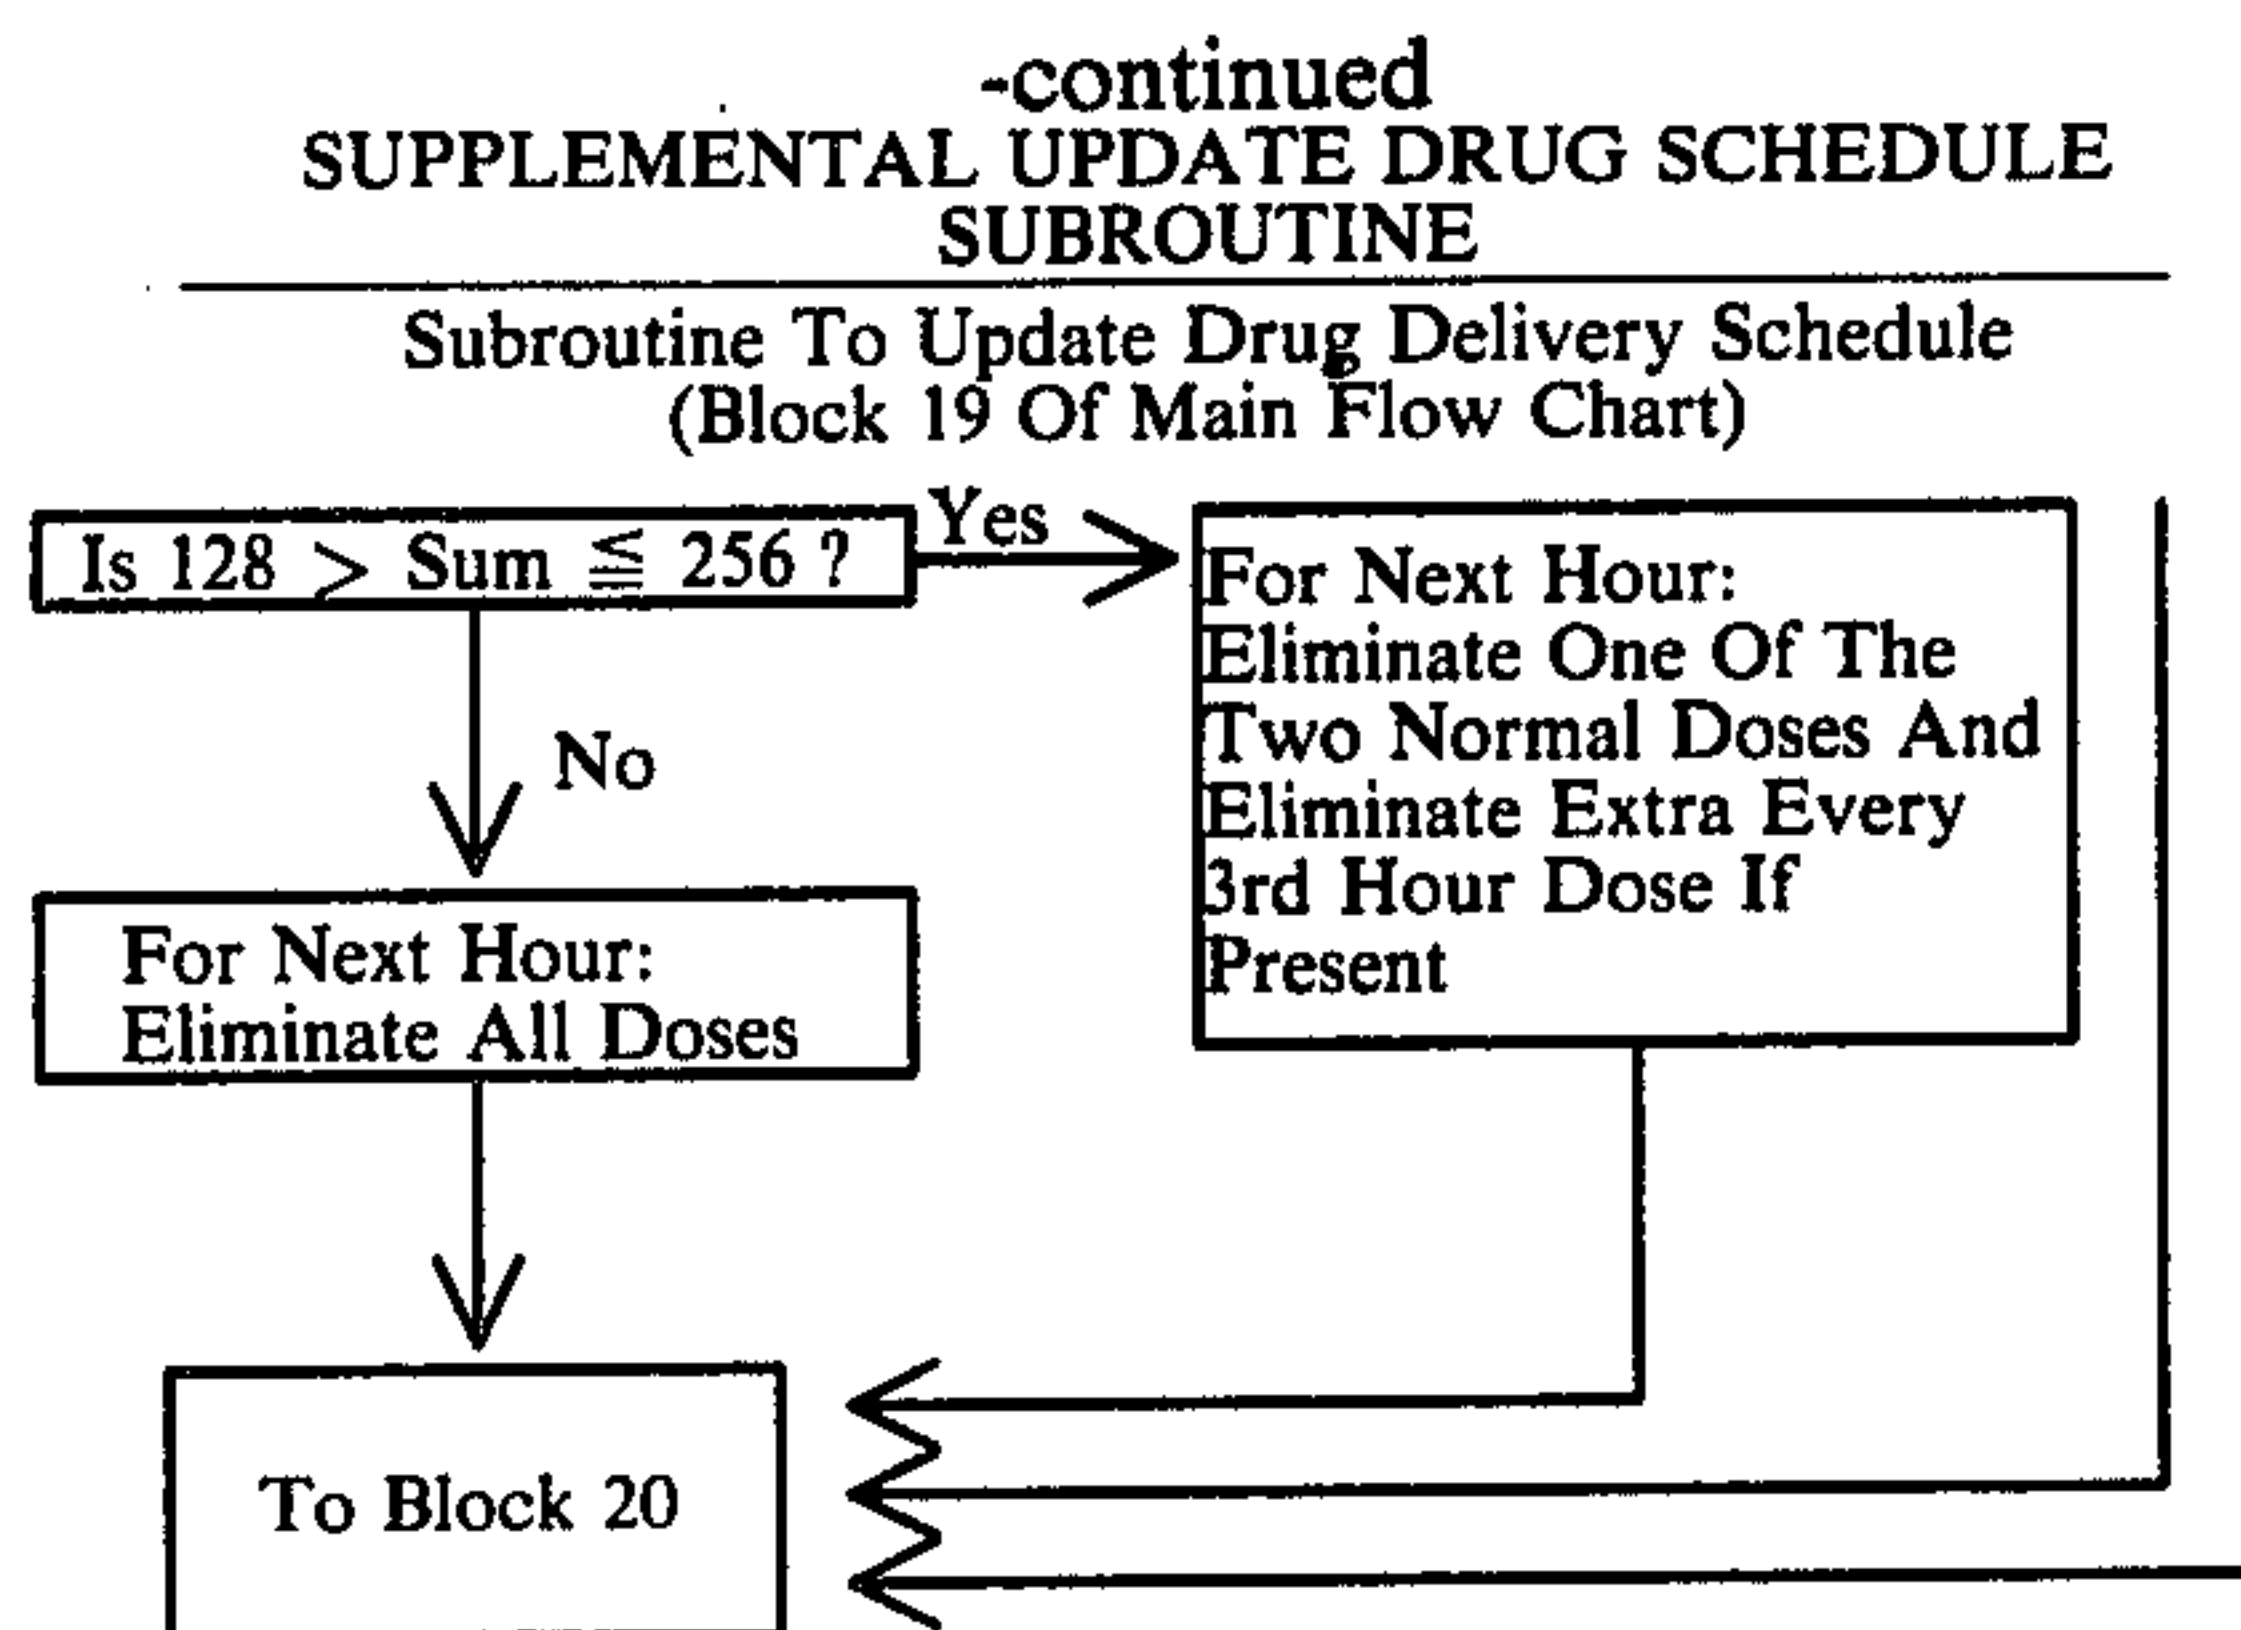 -continued
SUPPLEMENTAL UPDATE DRUG SCHEDULE
SUBROUTINE
Subroutine To Update Drug Delivery Schedule
(Block 19 Of Main Flow Chart)
Is 128 > Sum ≦ 256 ?
Yes
For Next Hour:
Eliminate One Of The
Two Normal Doses And
Eliminate Extra Every
3rd Hour Dose If
Present
No
For Next Hour:
Eliminate All Doses
To Block 20